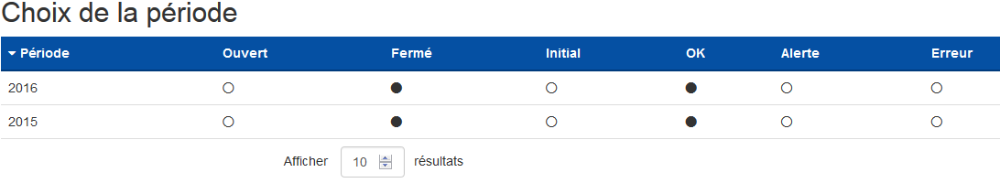 Choix de la période
Période Ouvert Fermé Initial OK Alerte Erreur
2016
2015
Afficher 10 résultats